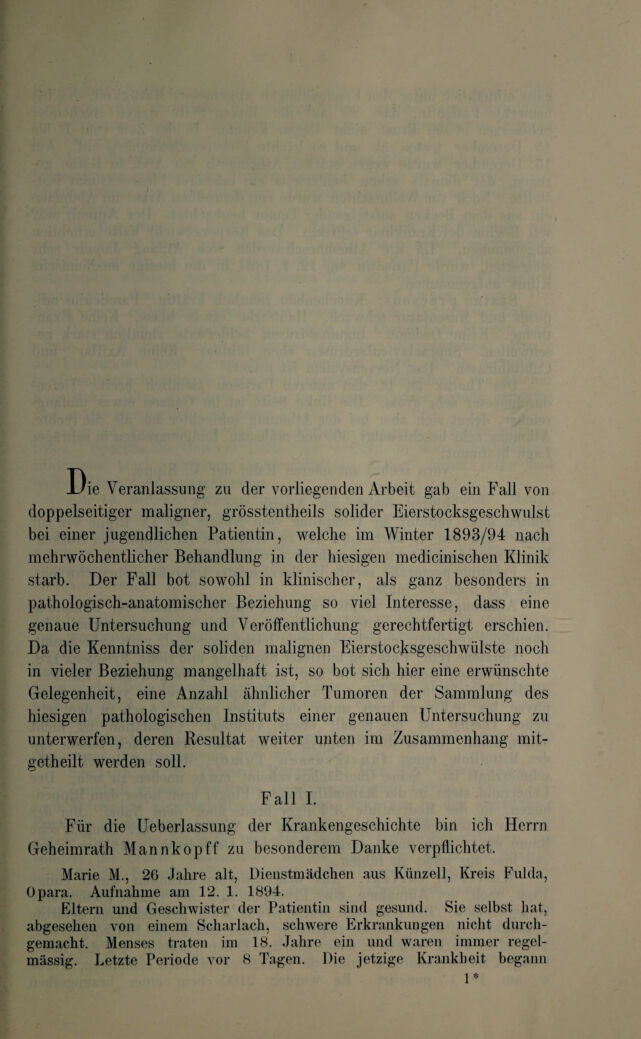 Die Veranlassung zu der vorliegenden Arbeit gab ein Fall von
doppelseitiger maligner, grösstentheils solider Eierstocksgeschwulst
bei einer jugendlichen Patientin, welche im Winter 1893/94 nach
mehrwöchentlicher Behandlung in der hiesigen medicinischen Klinik
starb. Der Fall bot sowohl in klinischer, als ganz besonders in
pathologisch-anatomischer Beziehung so viel Interesse, dass eine
genaue Untersuchung und Veröffentlichung gerechtfertigt erschien.
Da die Kenntniss der soliden malignen Eierstocksgeschwülste noch
in vieler Beziehung mangelhaft ist, so bot sich hier eine erwünschte
Gelegenheit, eine Anzahl ähnlicher Tumoren der Sammlung des
hiesigen pathologischen Instituts einer genauen Untersuchung zu
unterwerfen, deren Resultat weiter unten im Zusammenhang mit-
getheilt werden soll.
Fall I.
Für die Ueberlassung der Krankengeschichte bin ich Herrn
Geheimrath Mannkopff zu besonderem Danke verpflichtet.
Marie M., 26 Jahre alt, Dienstmädchen aus Künzell, Kreis Fulda,
0para. Aufnahme am 12. 1. 1894.
Eltern und Geschwister der Patientin sind gesund. Sie selbst hat,
abgesehen von einem Scharlach, schwere Erkrankungen nicht durch-
gemacht. Menses traten im 18. Jahre ein und waren immer regel-
mässig. Letzte Periode vor 8 Tagen. Die jetzige Krankheit begann
1*